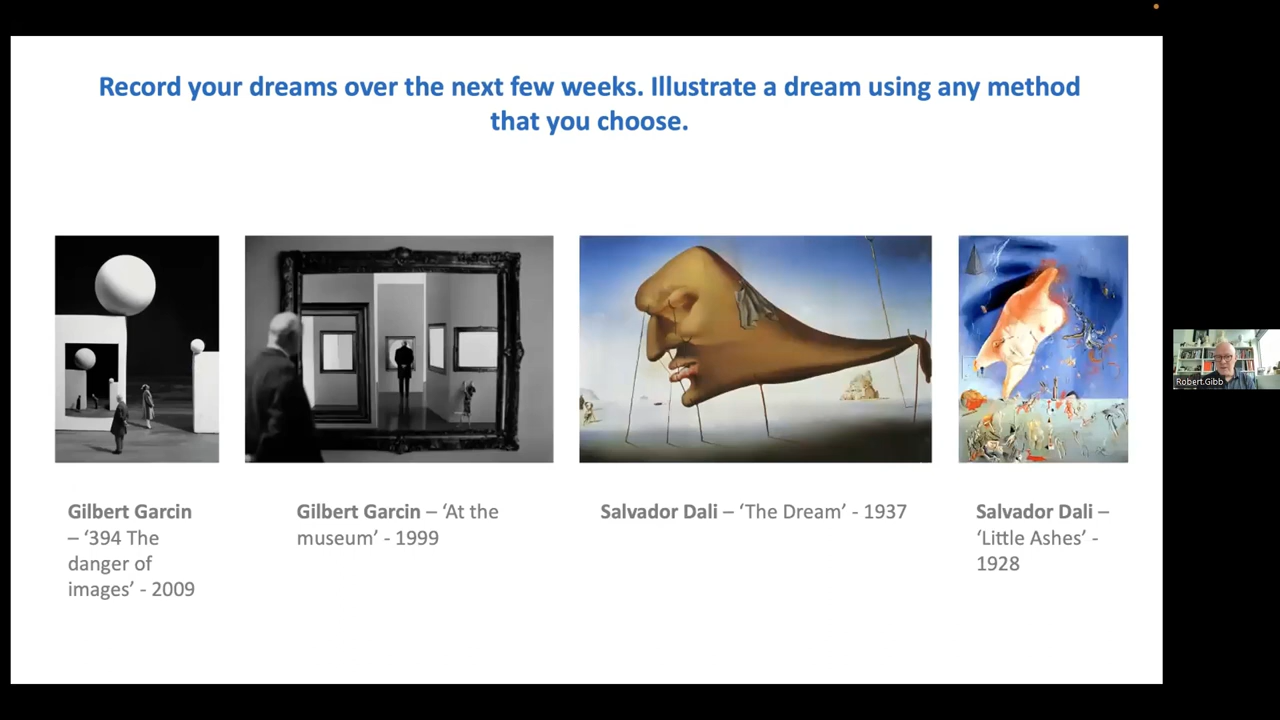 Record your dreams over the next few weeks. Illustrate a dream using any method
that you choose.
Gilbert Garcin
– ‘394 The
danger of
images’ - 2009
Gilbert Garcin – ‘At the
museum’ - 1999
Salvador Dali – ‘The Dream’ - 1937
Salvador Dali –
‘Little Ashes’ -
1928
Robert.Gibb